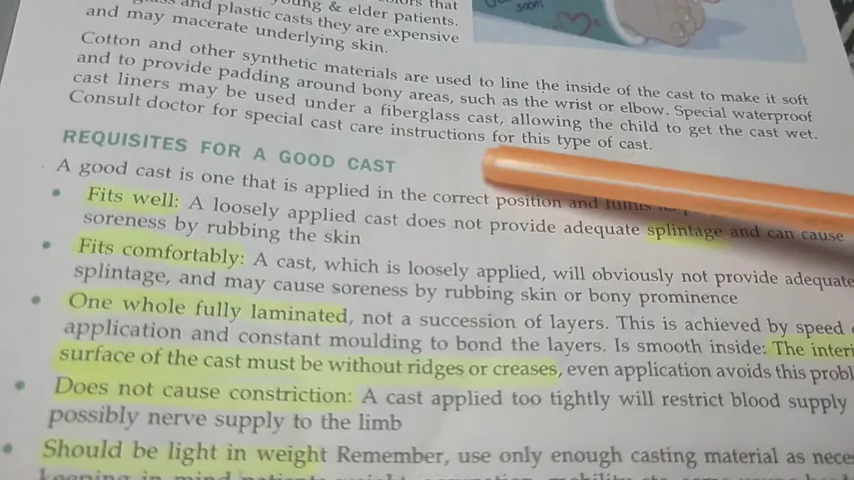 young & elder patients.
and plastic casts they are expensive
and may macerate underlying skin.
soon!
Cotton and other synthetic materials are used to line the inside of the cast to make it soft
and to provide padding around bony areas, such as the wrist or elbow. Special waterproof
cast liners may be used under a fiberglass cast, allowing the child to get the cast wet.
Consult doctor for special cast care instructions for this type of cast.
REQUISITES FOR A GOOD CAST
A good cast is one that is applied in the correct position and
• Fits well: A loosely applied cast does not provide adequate splintage and can cause
soreness by rubbing the skin
• Fits comfortably: A cast, which is loosely applied, will obviously not provide adequate
splintage, and may cause soreness by rubbing skin or bony prominence
• One whole fully laminated, not a succession of layers. This is achieved by speed
application and constant moulding to bond the layers. Is smooth inside: The interi
surface of the cast must be without ridges or creases, even application avoids this probl
• Does not cause constriction: A cast applied too tightly will restrict blood supply
possibly nerve supply to the limb
• Should be light in weight Remember, use only enough casting material as neces
keeping in mind